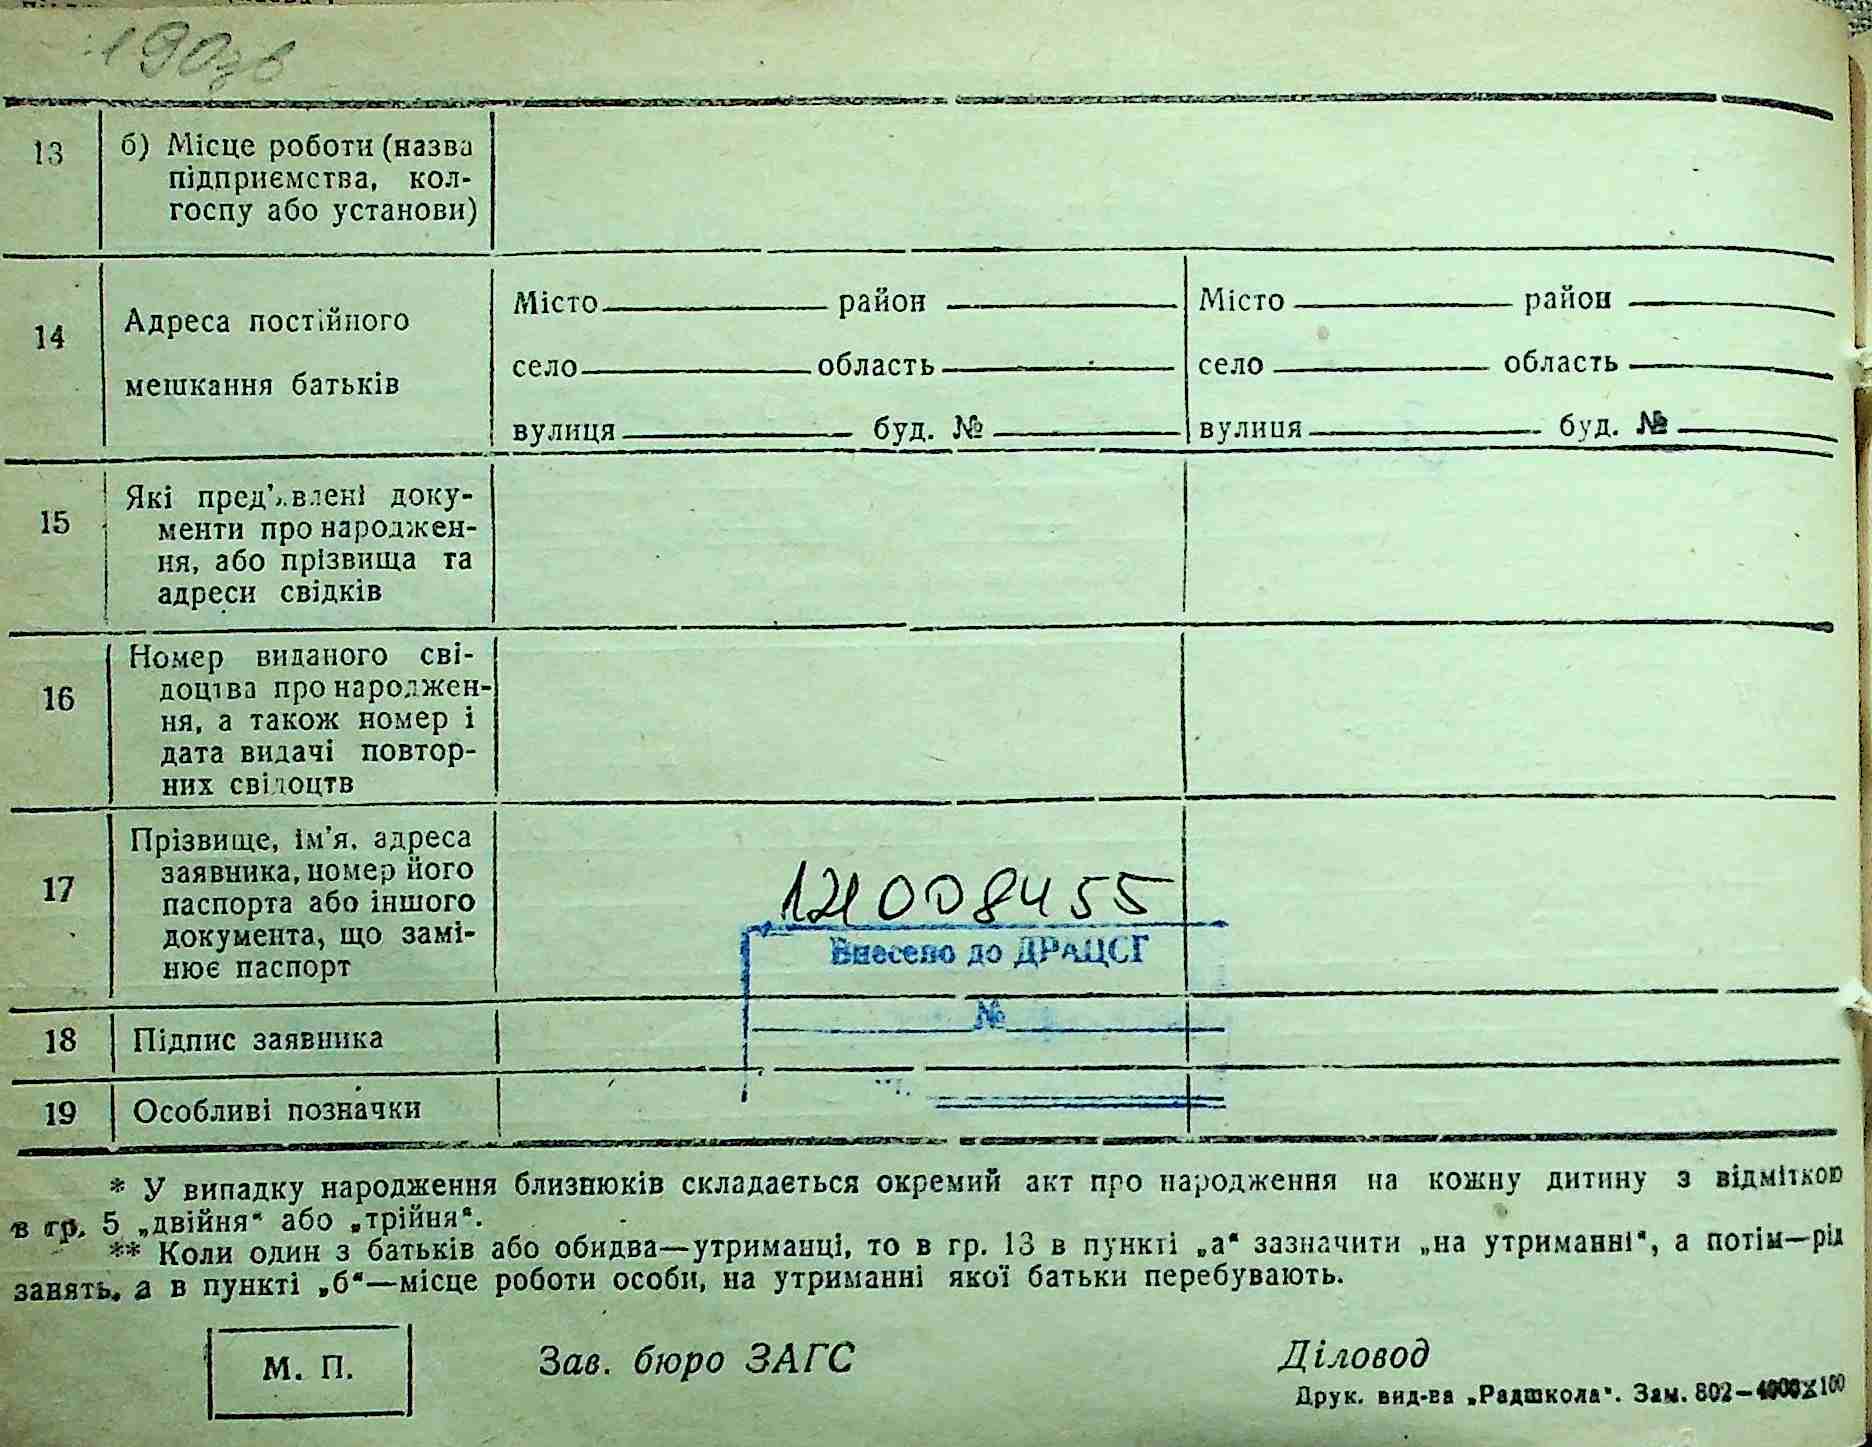 190зв
13
б) Місце роботи (назва
підприємства, кол-
госпу або установи)
14
Адреса постійного
мешкання батьків
Місто район
село область
вулиця буд. №
Місто район
село область
вулиця буд. №
15
Які пред’явлені доку-
менти про народжен-
ня, або прізвища та
адреси свідків
16
Номер виданого сві-
доцтва про народжен-
ня, а також номер і
дата видачі повтор-
них свідоцтв
17
Прізвище, ім’я, адреса
заявника, номер його
паспорта або іншого
документа, що замі-
нює паспорт
121008455
Внесено до ДРАЦСГ
№
18
Підпис заявника
19
Особливі позначки
* У випадку народження близнюків складається окремий акт про народження на кожну дитину з відміткою
в гр. 5 „двійня“ або „трійня“.
** Коли один з батьків або обидва—утриманці, то в гр. 13 в пункті „а“ зазначити „на утриманні“, а потім—рід
занять, а в пункті „б“—місце роботи особи, на утриманні якої батьки перебувають.
М. П.
Зав. бюро ЗАГС
Діловод
Друк. вид-ва „Радшкола“. Зам. 802—4000×100